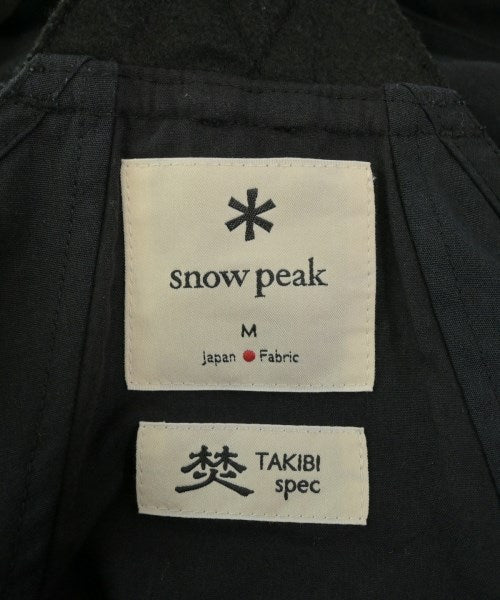 snow peak
M
Japan Fabric
焚 TAKIBI
spec